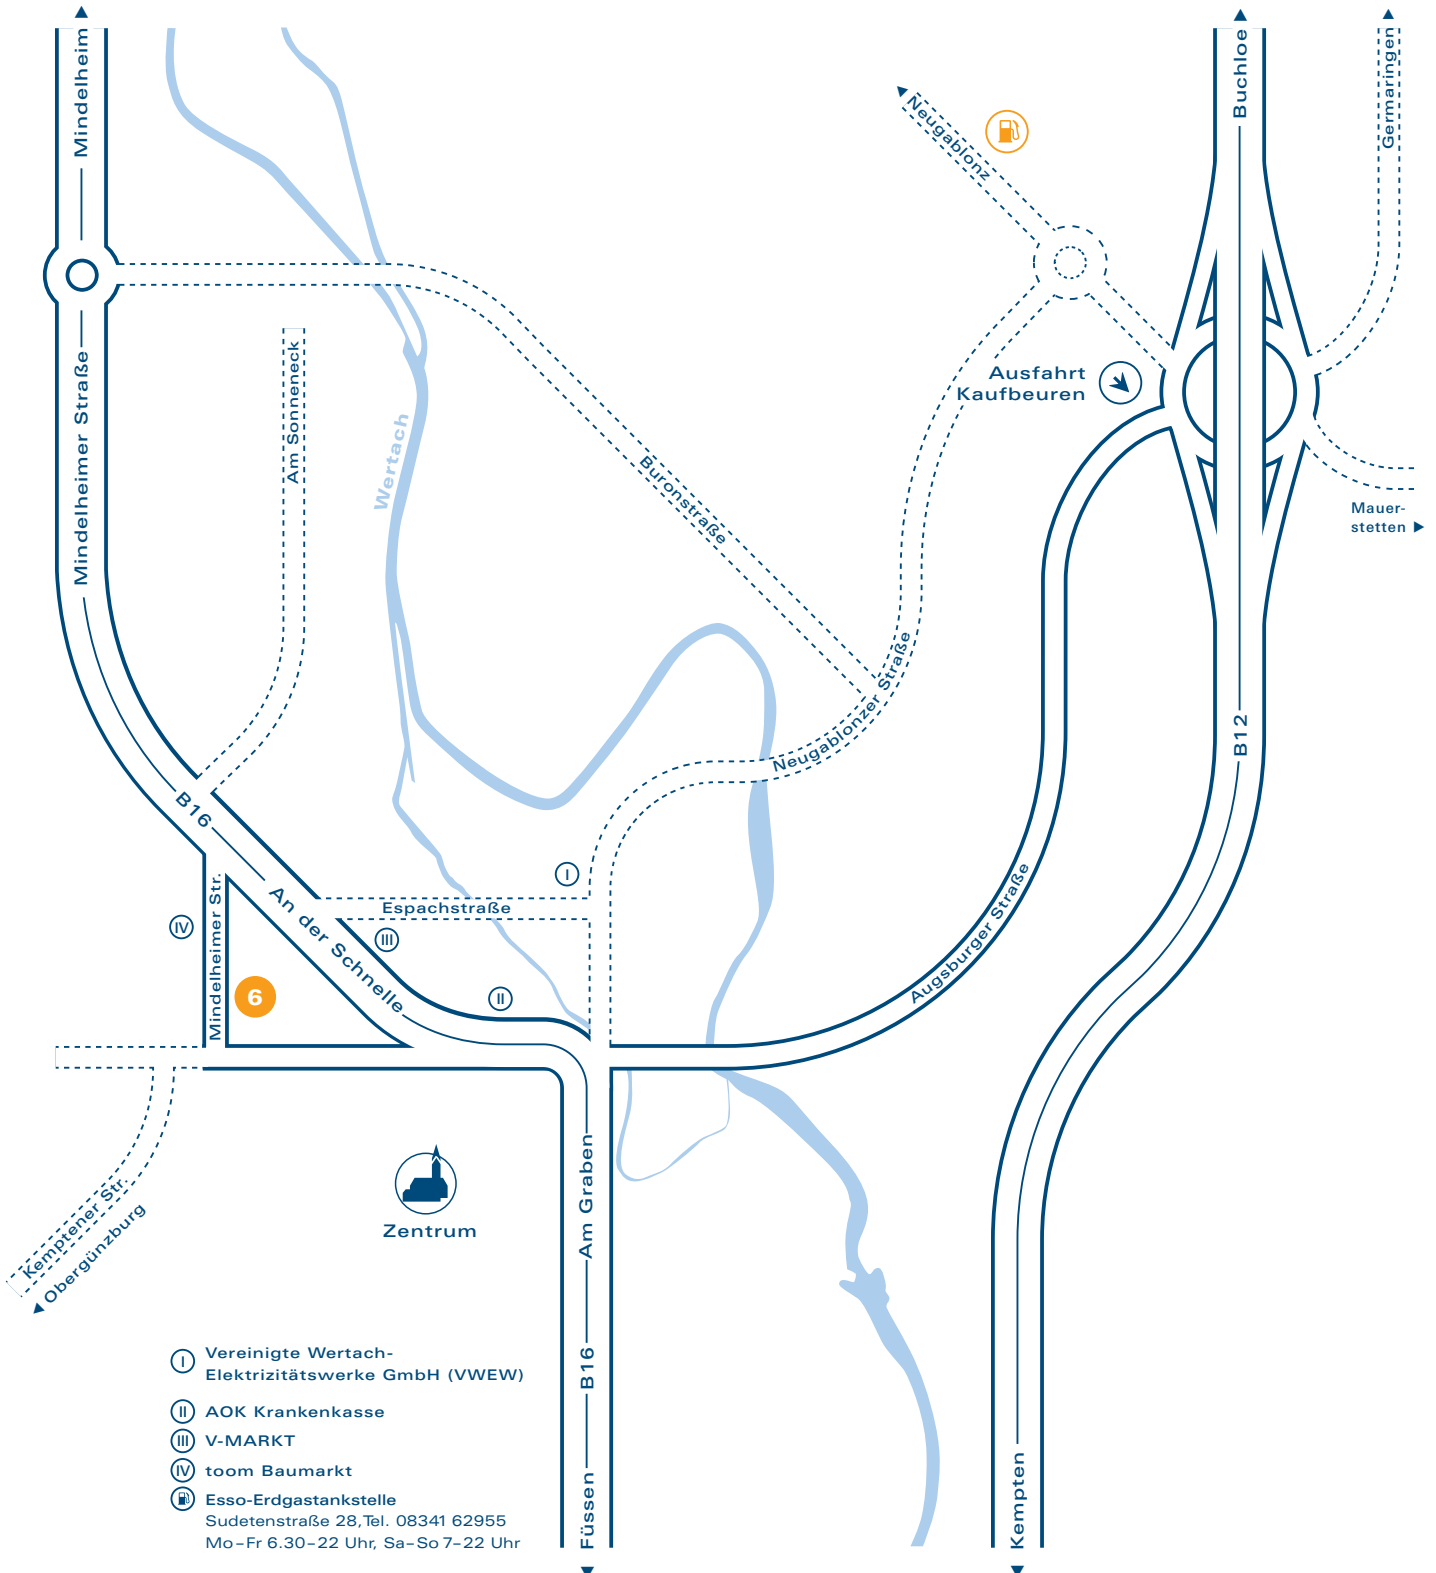 Mindelheim
Buchloe
Germaringen
Neugablonz
Mindelheimer Straße
Am Sonneck
Wertach
Buronstraße
Ausfahrt
Kaufbeuren
Mauer-
stetten
Neugablonzer Straße
B12
B16
An der Schnelle
Espachstraße
I
II
III
IV
Mindelheimer Str.
6
Augsburger Straße
Kemptener Str.
Obergünzburg
Zentrum
Am Graben
B16
Füssen
Kempten
I Vereinigte Wertach-
Elektrizitätswerke GmbH (VWEW)
II AOK Krankenkasse
III V-MARKT
IV toom Baumarkt
Esso-Erdgastankstelle
Sudetenstraße 28,Tel. 08341 62955
Mo–Fr 6.30–22 Uhr, Sa–So 7–22 Uhr